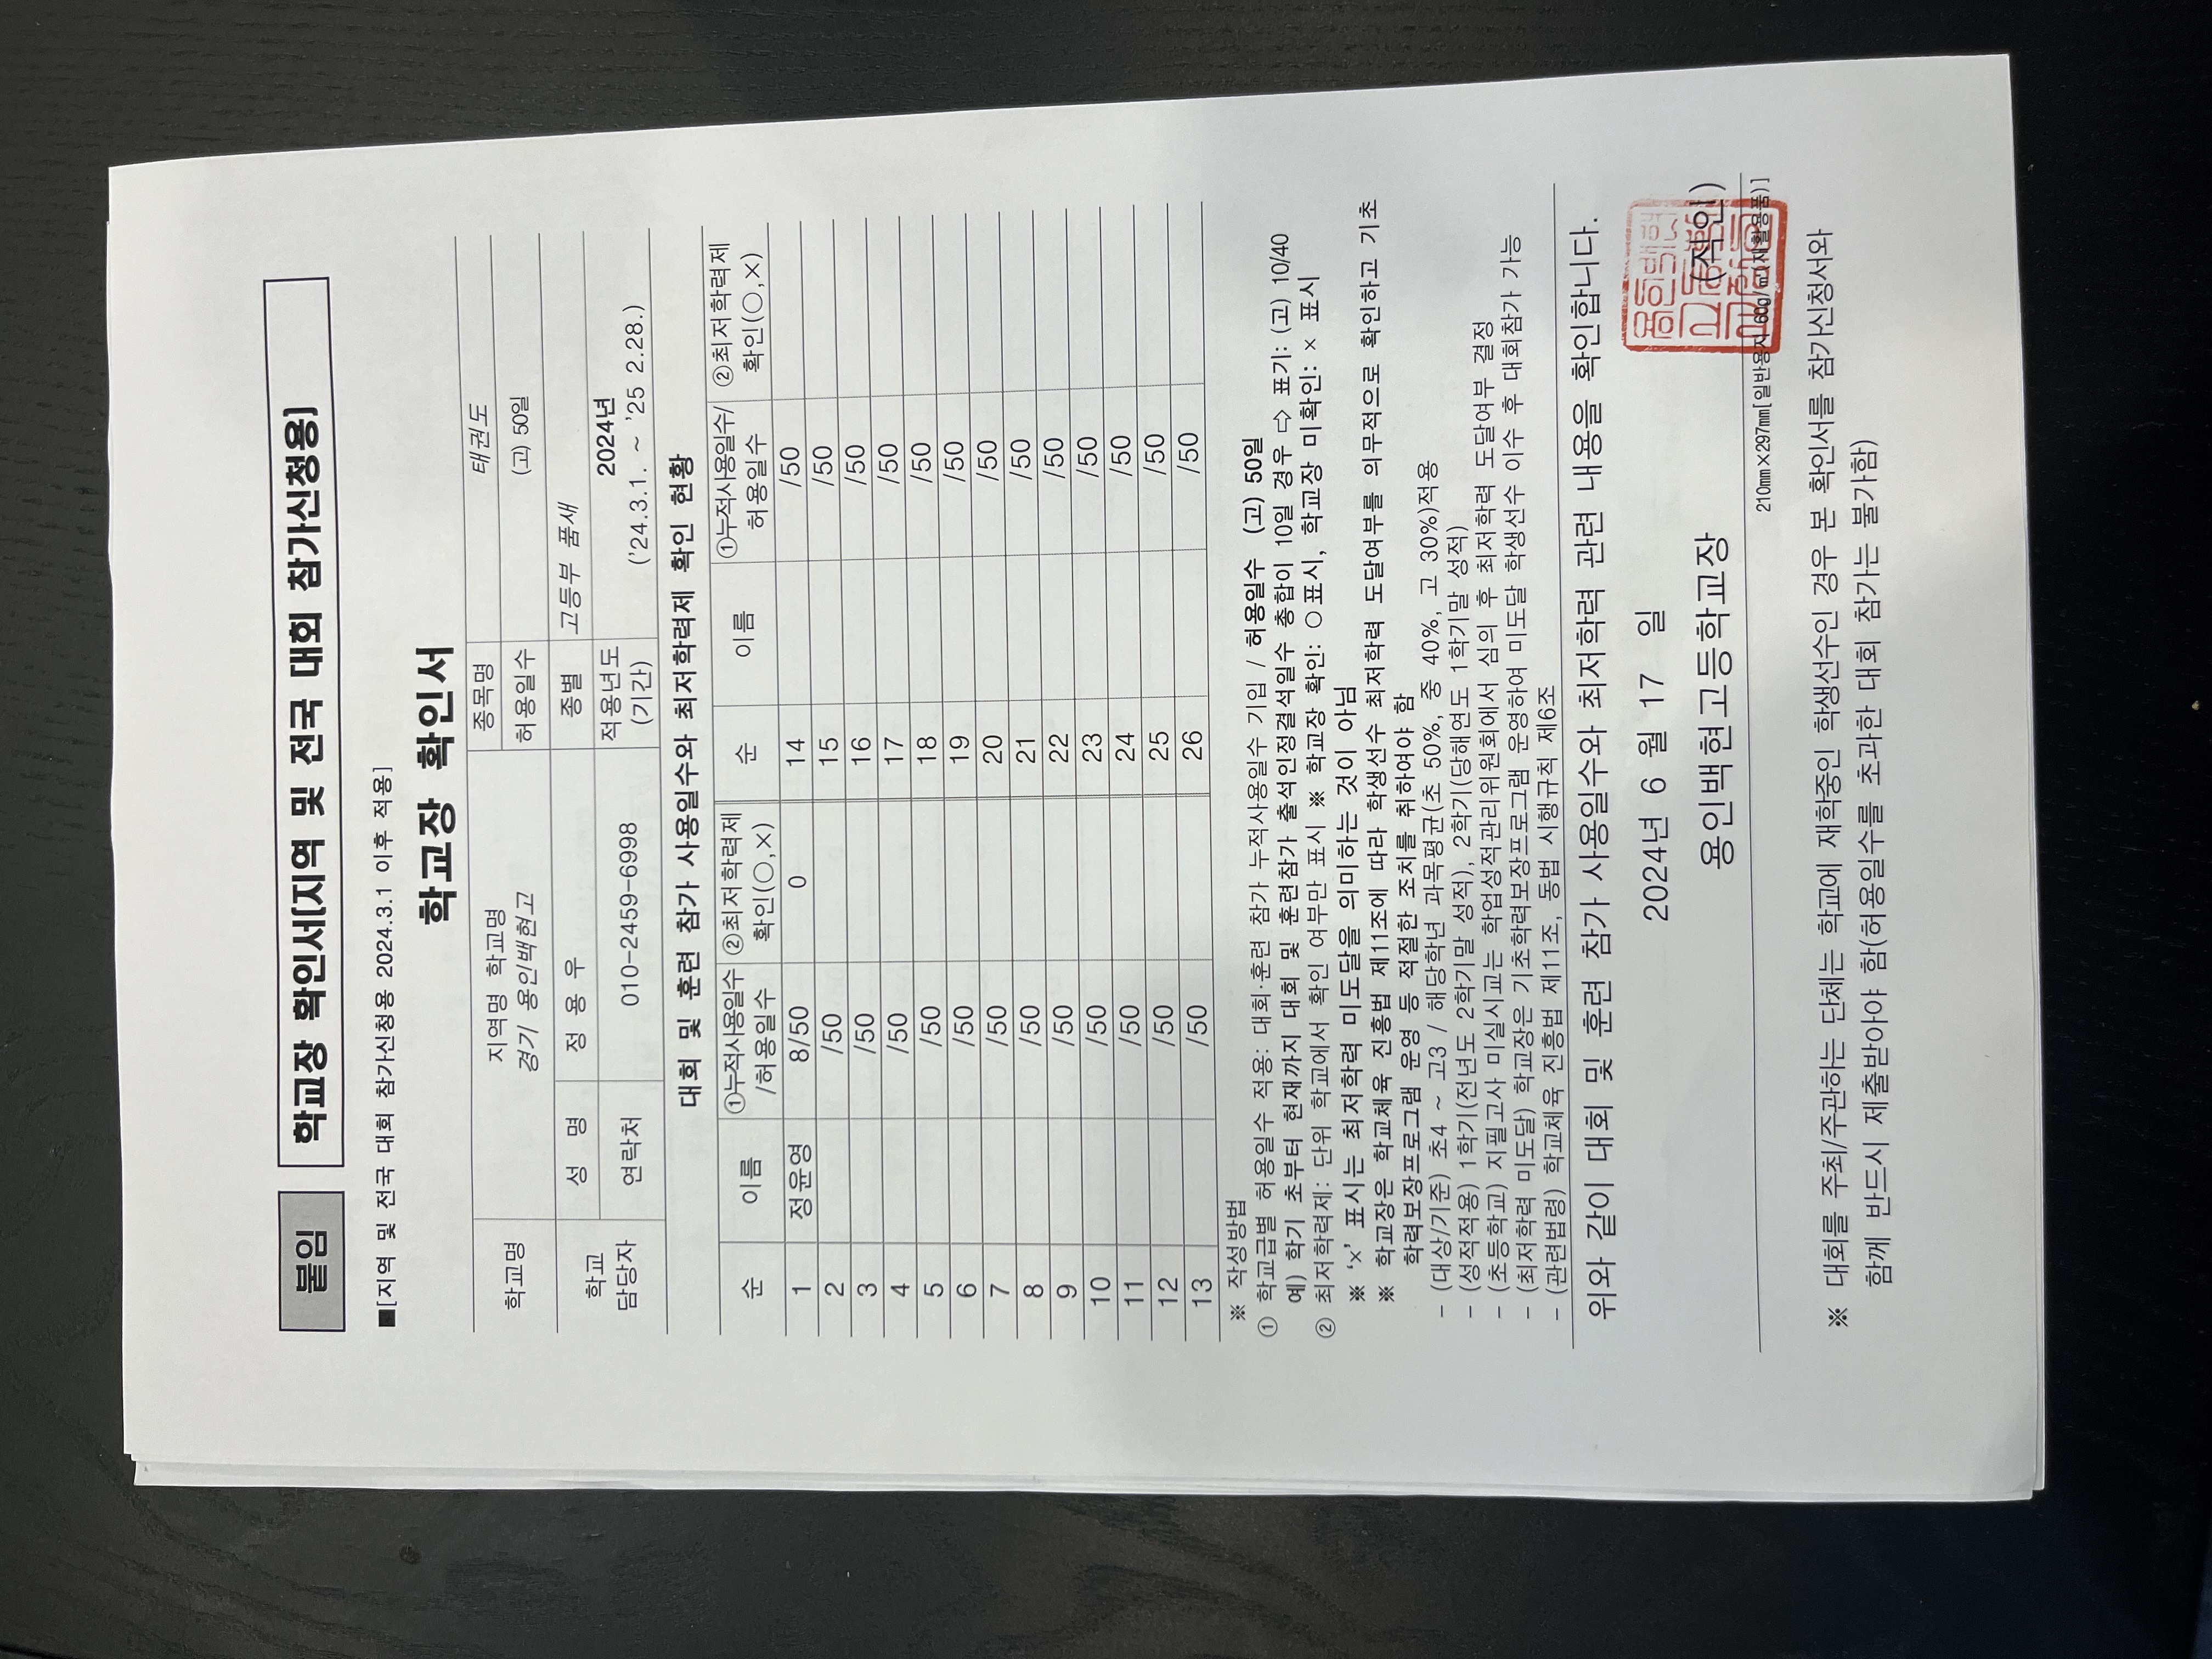 붙임 학교장 확인서[지역 및 전국 대회 참가신청용]
■[지역 및 전국 대회 참가신청용 2024.3.1 이후 적용]
학교장 확인서
학교명 지역명 학교명 종목명 태권도
경기 용인백현고 허용일수 (고) 50일
학교 담당자 성 명 정 용 우 종별 고등부 품새
연락처 010-2459-6998 적용년도 (기간) 2024년
('24.3.1. ~ '25 2.28.)
대회 및 훈련 참가 사용일수와 최저학력제 확인 현황
순 이름 ①누적사용일수 /허용일수 ②최저학력제 확인(○,×) 순 이름 ①누적사용일수/ 허용일수 ②최저학력제 확인(○,×)
1 정윤영 8/50 0 14 /50
2 /50 15 /50
3 /50 16 /50
4 /50 17 /50
5 /50 18 /50
6 /50 19 /50
7 /50 20 /50
8 /50 21 /50
9 /50 22 /50
10 /50 23 /50
11 /50 24 /50
12 /50 25 /50
13 /50 26 /50
※ 작성방법
① 학교급별 허용일수 적용: 대회·훈련 참가 누적사용일수 기입 / 허용일수 (고) 50일
예) 학기 초부터 현재까지 대회 및 훈련참가 출석인정결석일수 총합이 10일 경우 ⇨ 표기: (고) 10/40
② 최저학력제: 단위 학교에서 확인 여부만 표시 ※ 학교장 확인: ○표시, 학교장 미확인: × 표시
※ '×' 표시는 최저학력 미도달을 의미하는 것이 아님
※ 학교장은 학교체육 진흥법 제11조에 따라 학생선수 최저학력 도달여부를 의무적으로 확인하고 기초
학력보장프로그램 운영 등 적절한 조치를 취하여야 함
- (대상/기준) 초4 ~ 고3 / 해당학년 과목평균(초 50%, 중 40%, 고 30%)적용
- (성적적용) 1학기(전년도 2학기말 성적), 2학기(당해연도 1학기말 성적)
- (초등학교) 지필고사 미실시교는 학업성적관리위원회에서 심의 후 최저학력 도달여부 결정
- (최저학력 미도달) 학교장은 기초학력보장프로그램 운영하여 미도달 학생선수 이수 후 대회참가 가능
- (관련법령) 학교체육 진흥법 제11조, 동법 시행규칙 제6조
위와 같이 대회 및 훈련 참가 사용일수와 최저학력 관련 내용을 확인합니다.
2024년 6 월 17 일
용인백현고등학교장 (직인)
210㎜×297㎜[일반용지 60g/㎡(재활용품)]
※ 대회를 주최/주관하는 단체는 학교에 재학중인 학생선수인 경우 본 확인서를 참가신청서와
함께 반드시 제출받아야 함(허용일수를 초과한 대회 참가는 불가함)